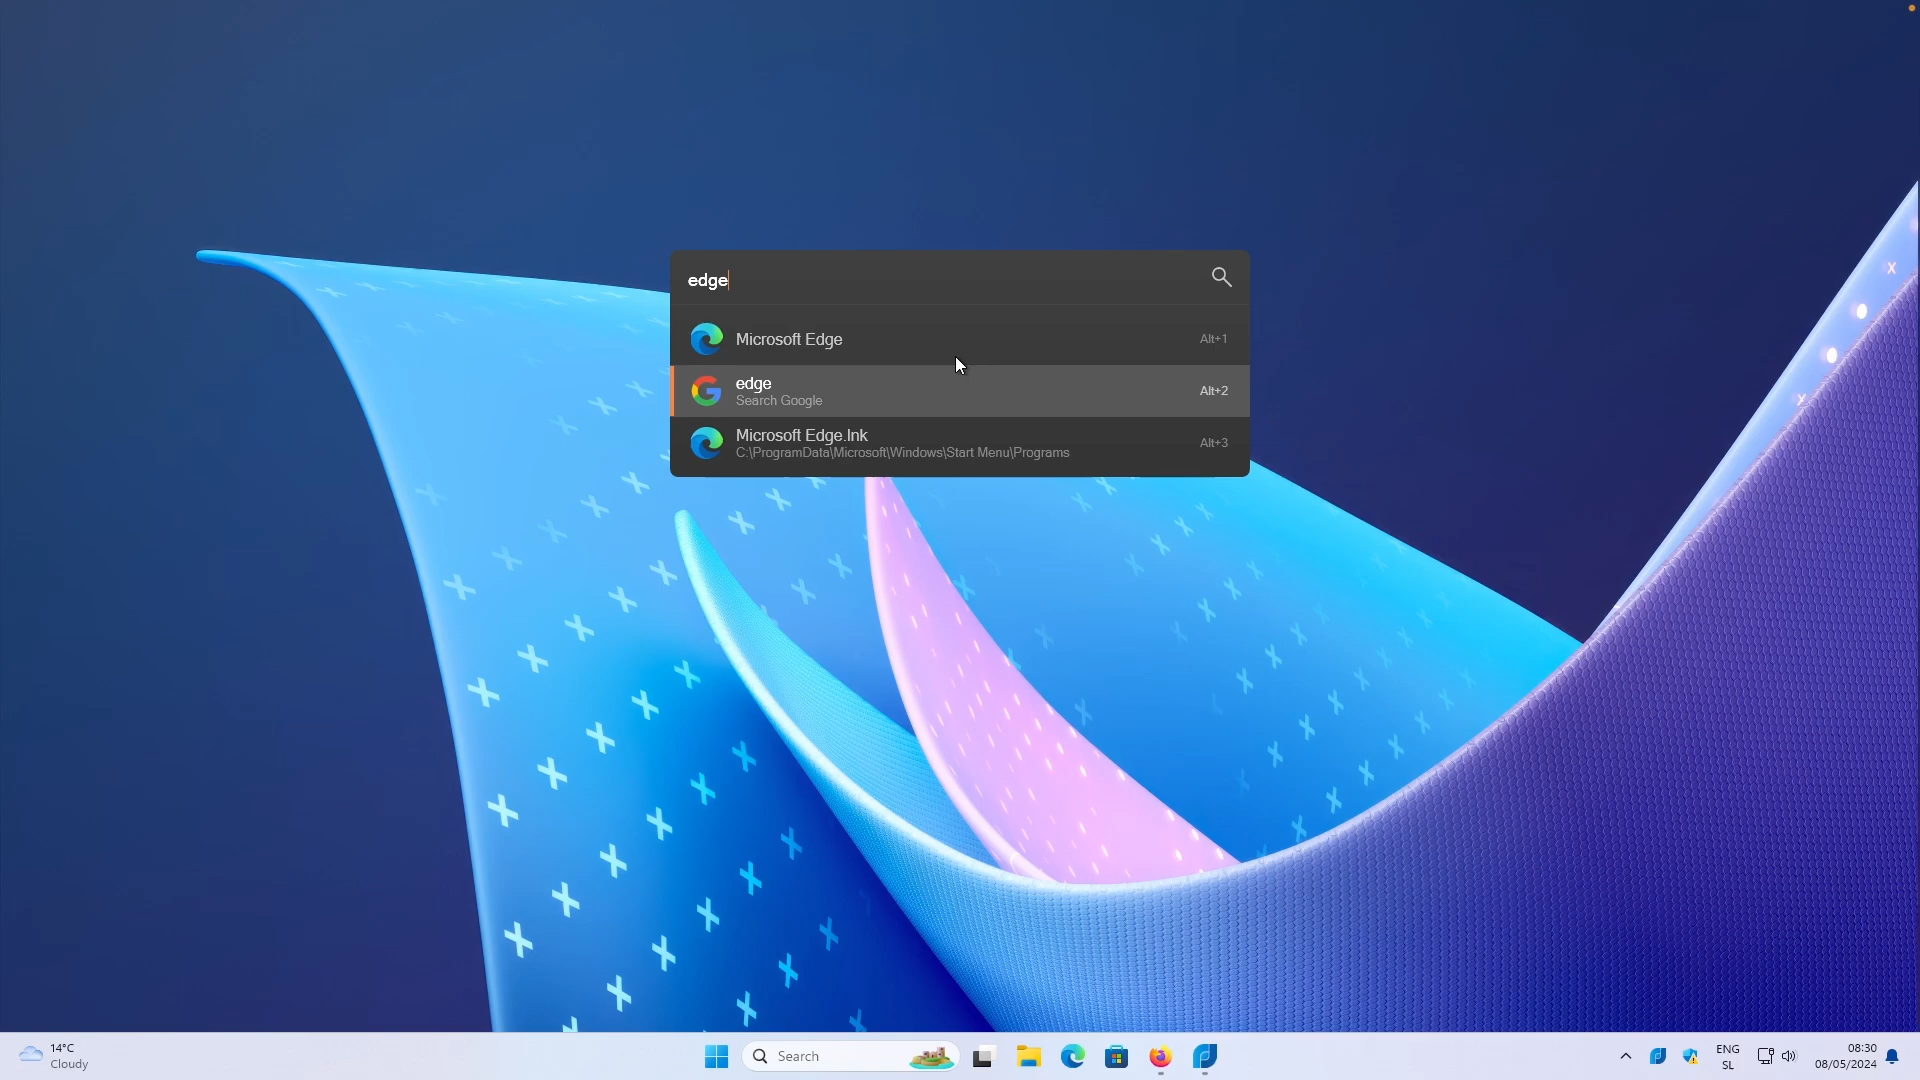 edge
Microsoft Edge
Alt+1
edge
Search Google
Alt+2
Microsoft Edge.lnk
C:\ProgramData\Microsoft\Windows\Start Menu\Programs
Alt+3
14°C
Cloudy
Search
ENG
SL
08:30
08/05/2024